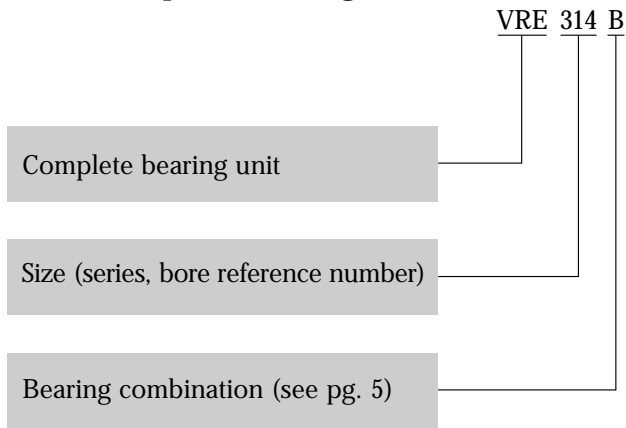 VRE 314 B
Complete bearing unit
Size (series, bore reference number)
Bearing combination (see pg. 5)